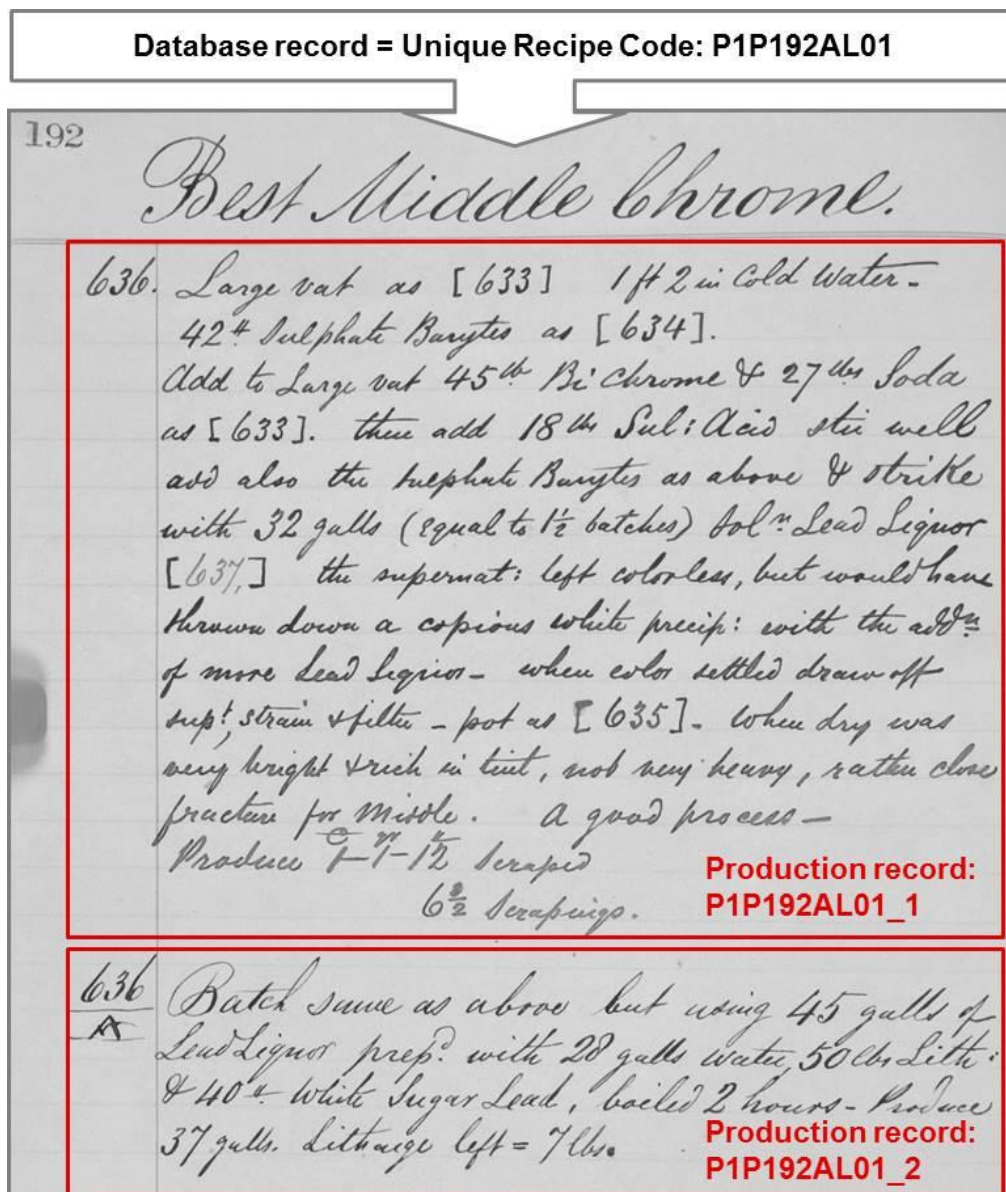 Database record = Unique Recipe Code: P1P192AL01
192
Best Middle Chrome.
636. Large vat as [633] 1 ft 2 in Cold Water -
42 # Sulphate Barytes as [634].
Add to Large vat 45 lb Bi Chrome & 27 lbs Soda
as [633]. then add 18 lbs Sul: Acid stir well
add also the sulphate Barytes as above & strike
with 32 galls (equal to 1½ batches) Sol.n Lead Liquor
[637,] the supernat: left colorless, but would have
thrown down a copious white precip: with the addn
of more Lead Liquor - when color settled draw off
supt, strain & filter - pot as [635]. When dry was
very bright & rich in tint, not very heavy, rather close
fracture for Middle. A good process -
Produce 1-1-12 Scraped
Scrapings.
Production record:
P1P192AL01_1
636 A Batch same as above but using 45 galls of
Lead Liquor prepd. with 28 galls water, 50 lbs Lith:
& 40 # White Sugar Lead, boiled 2 hours - Produce
37 galls. Litharge left = 7 lbs.
Production record:
P1P192AL01_2